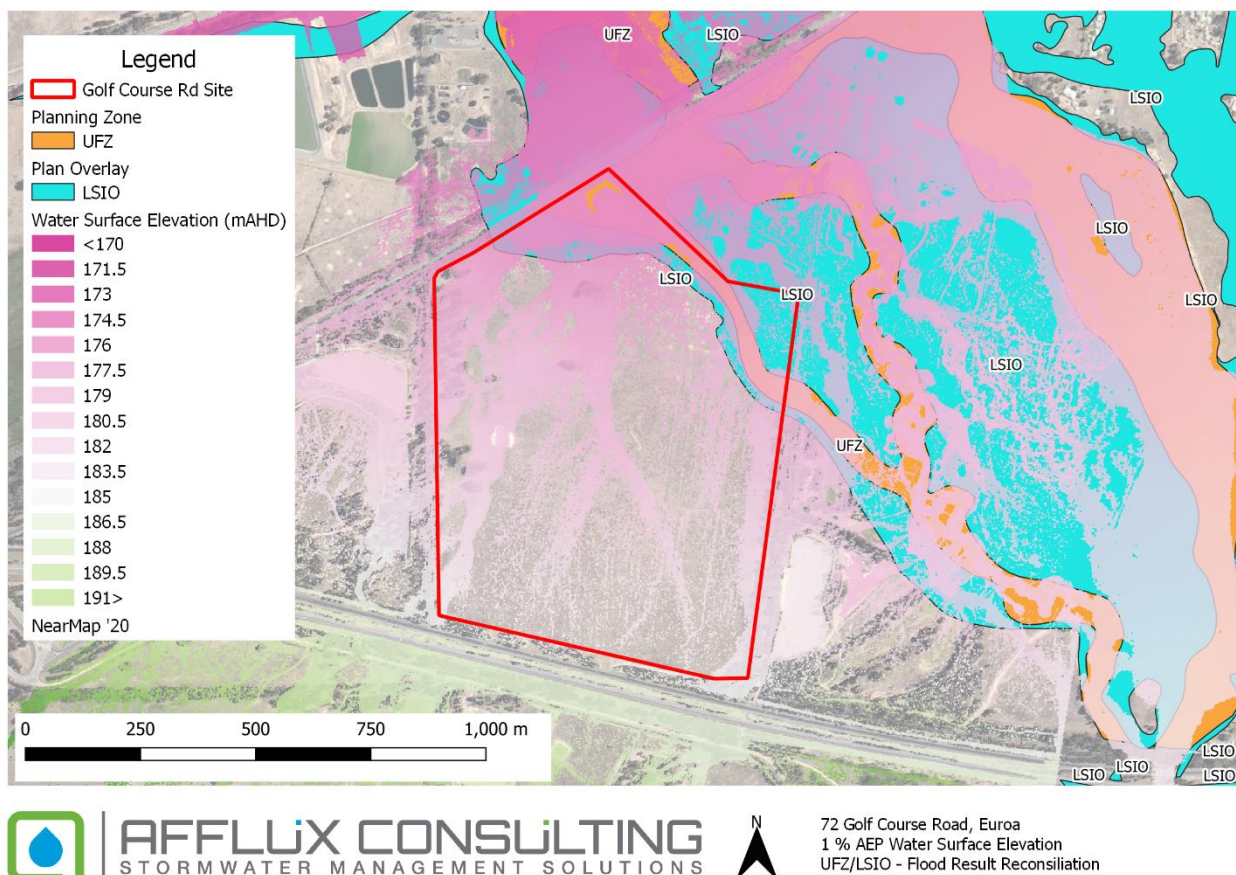 Legend
Golf Course Rd Site
Planning Zone
UFZ
Plan Overlay
LSIO
Water Surface Elevation (mAHD)
<170
171.5
173
174.5
176
177.5
179
180.5
182
183.5
185
186.5
188
189.5
191>
NearMap '20
UFZ
LSIO
LSIO
LSIO
LSIO
LSIO
LSIO
LSIO
LSIO
UFZ
LSIO
LSIO
LSIO
LSIO
0 250 500 750 1,000 m
AFFLUX CONSULTING
STORMWATER MANAGEMENT SOLUTIONS
N
72 Golf Course Road, Euroa
1 % AEP Water Surface Elevation
UFZ/LSIO - Flood Result Reconsiliation